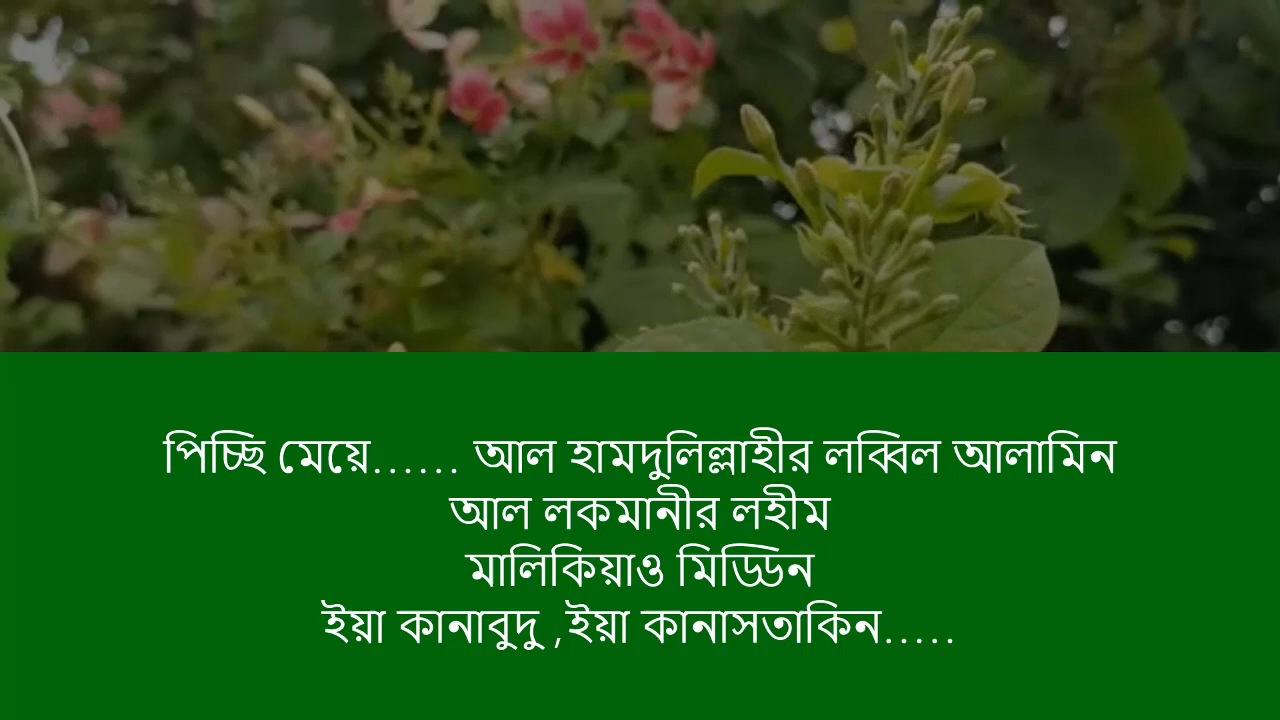 পিচ্ছি মেয়ে...... আল হামদুলিল্লাহীর লব্বিল আলামিন
আল লকমানীর লহীম
মালিকিয়াও মিড্ডিন
ইয়া কানাবুদু ,ইয়া কানাসতাকিন.....